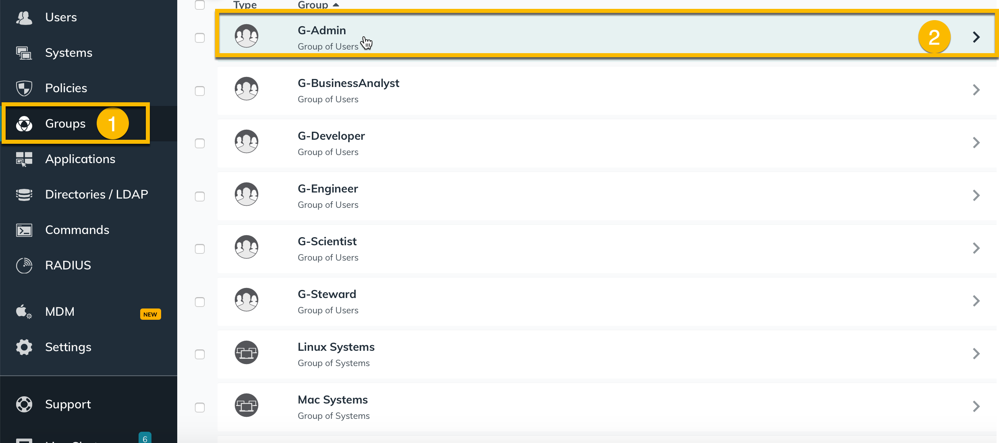 Users
Systems
Policies
Groups 1
Applications
Directories / LDAP
Commands
RADIUS
MDM NEW
Settings
Support
6
Type Group
G-Admin
Group of Users
2
G-BusinessAnalyst
Group of Users
G-Developer
Group of Users
G-Engineer
Group of Users
G-Scientist
Group of Users
G-Steward
Group of Users
Linux Systems
Group of Systems
Mac Systems
Group of Systems